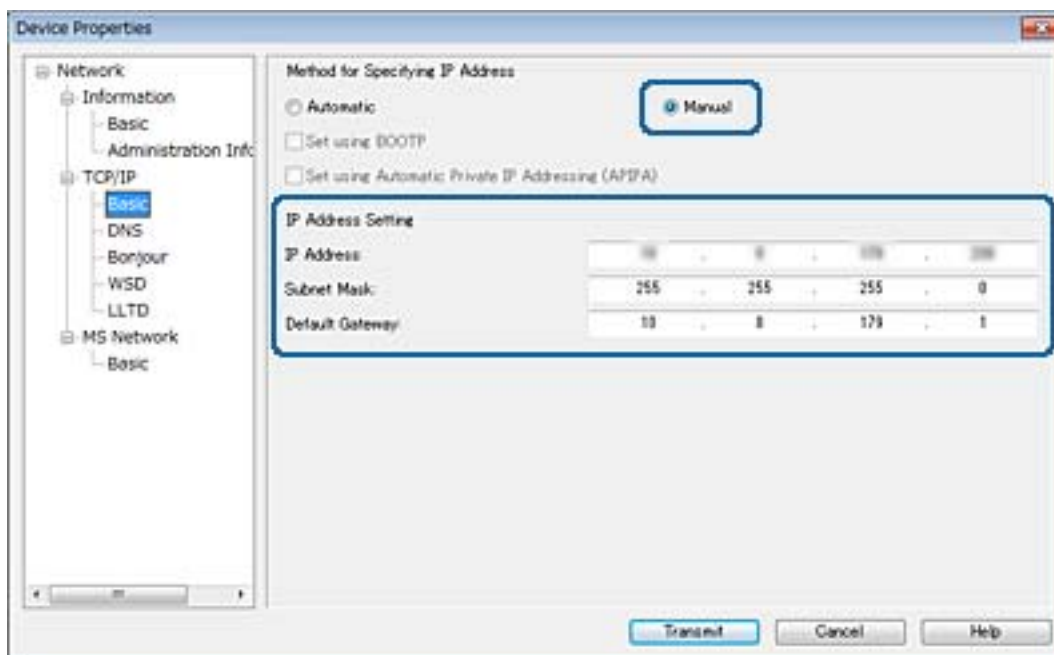 Device Properties
Network
Information
Basic
Administration Info
TCP/IP
Basic
DNS
Bonjour
WSD
LLTD
MS Network
Basic
Method for Specifying IP Address
Automatic
Manual
Set using BOOTP
Set using Automatic Private IP Addressing (APIPA)
IP Address Setting
IP Address:
Subnet Mask: 255 . 255 . 255 . 0
Default Gateway: 10 . 8 . 179 . 1
Transmit Cancel Help